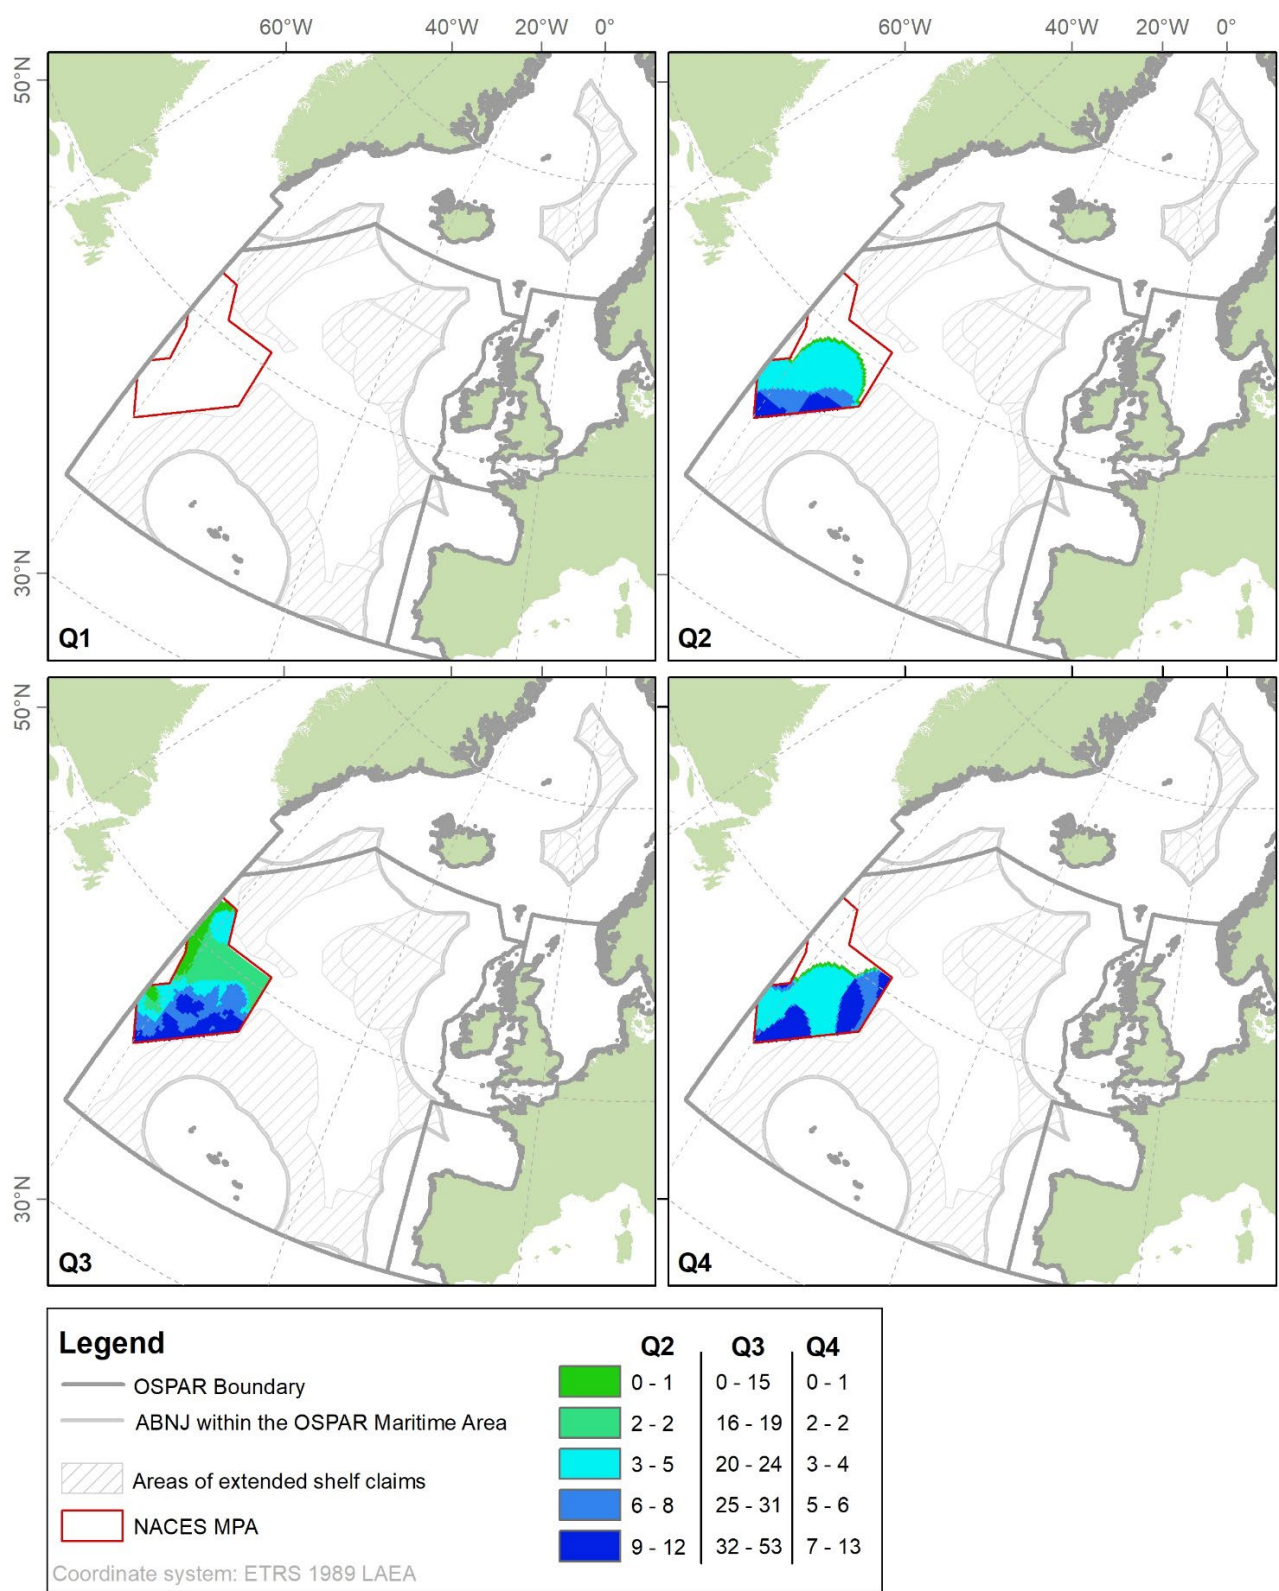 60°W 40°W 20°W 0° 60°W 40°W 20°W 0°
50°N
30°N
Q1 Q2
50°N
30°N
Q3 Q4
Legend
OSPAR Boundary
ABNJ within the OSPAR Maritime Area
Areas of extended shelf claims
NACES MPA
Coordinate system: ETRS 1989 LAEA
Q2 Q3 Q4
0 - 1 0 - 15 0 - 1
2 - 2 16 - 19 2 - 2
3 - 5 20 - 24 3 - 4
6 - 8 25 - 31 5 - 6
9 - 12 32 - 53 7 - 13